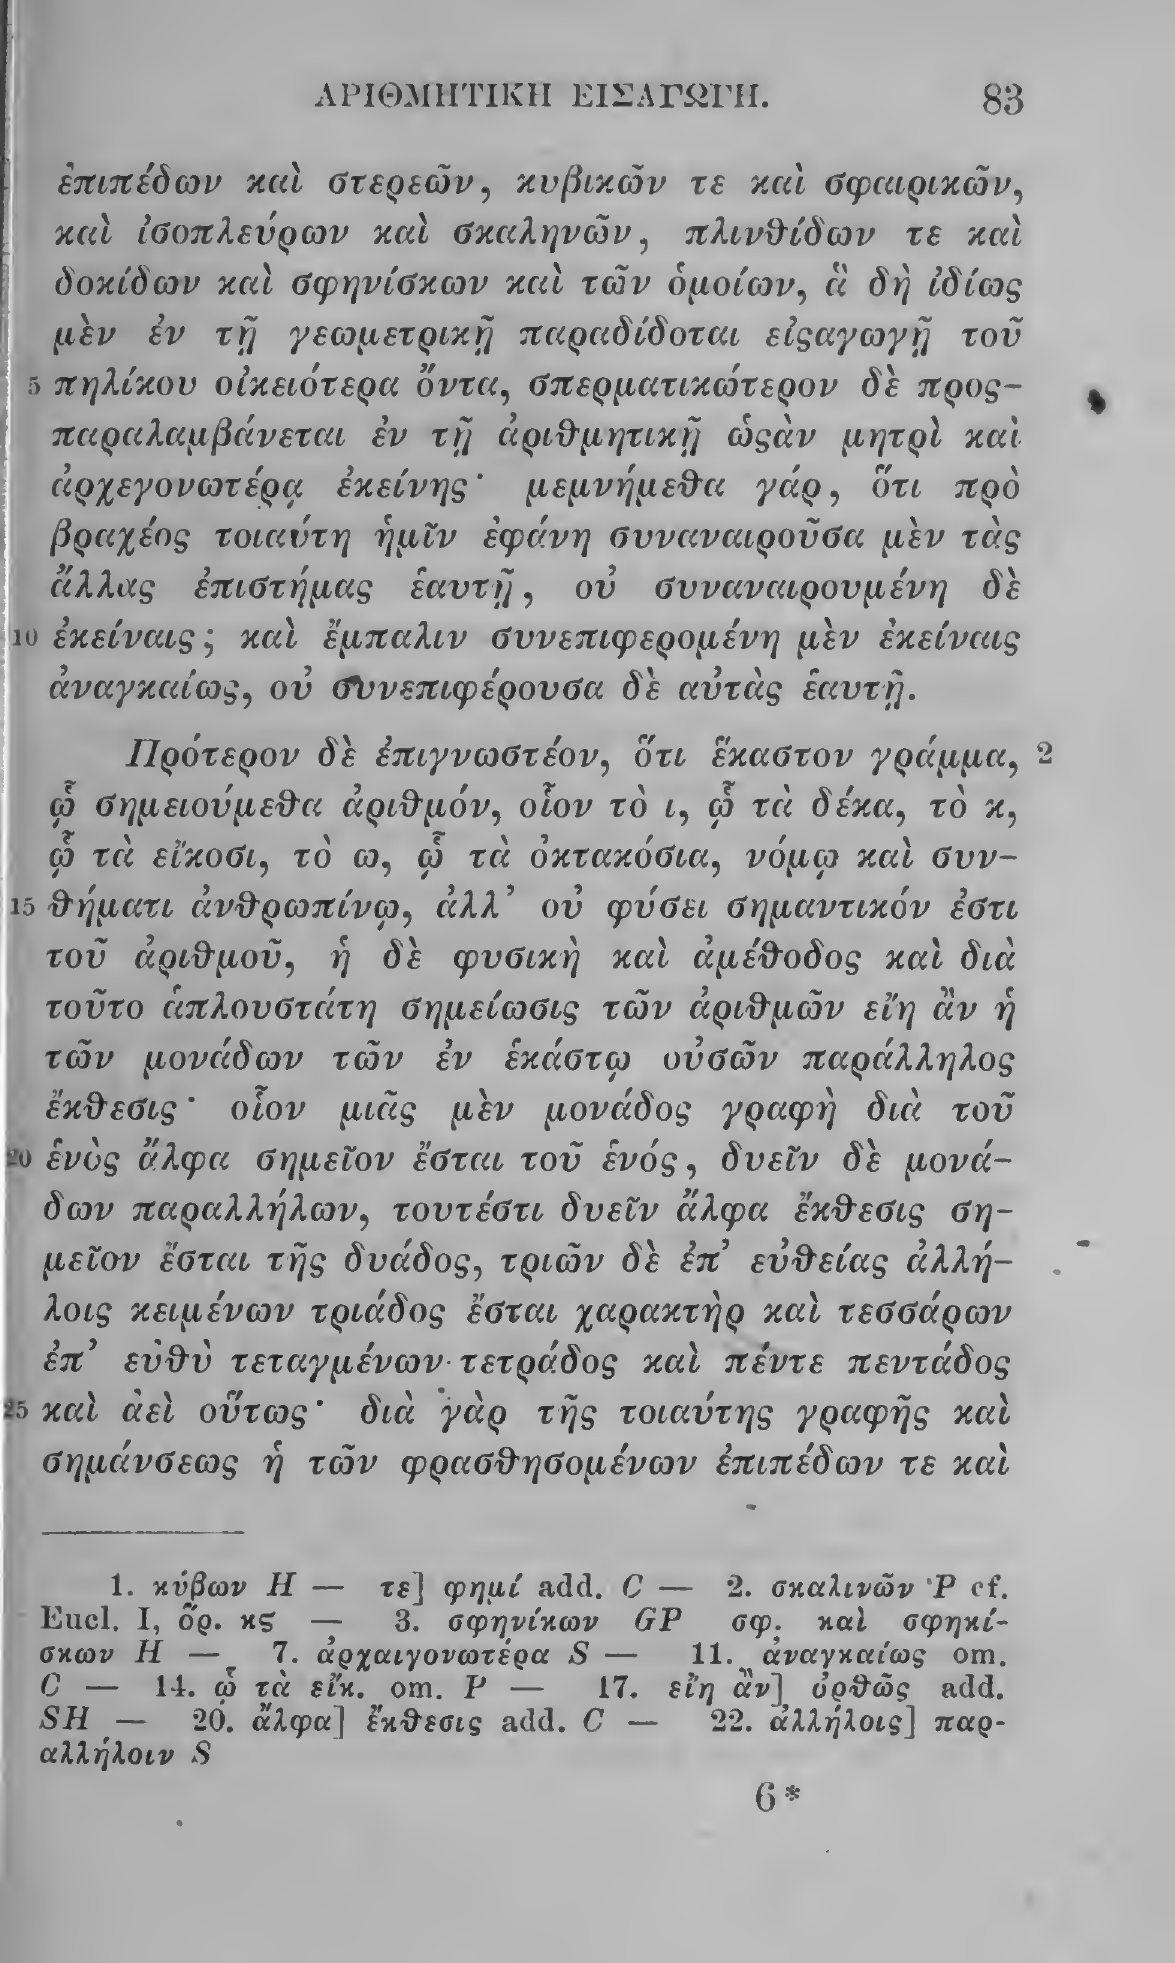 ΑΡΙΘΜΗΤΙΚΗ ΕΙΣΑΓΩΓΗ. 83
ἐπιπέδων καὶ στερεῶν, κυβικῶν τε καὶ σφαιρικῶν,
καὶ ἰσοπλεύρων καὶ σκαληνῶν, πλινθίδων τε καὶ
δοκίδων καὶ σφηνίσκων καὶ τῶν ὁμοίων, ἃ δὴ ἰδίως
μὲν ἐν τῇ γεωμετρικῇ παραδίδοται εἰςαγωγῇ τοῦ
5 πηλίκου οἰκειότερα ὄντα, σπερματικώτερον δὲ προς-
παραλαμβάνεται ἐν τῇ ἀριθμητικῇ ὡςὰν μητρὶ καὶ
ἀρχεγονωτέρᾳ ἐκείνης· μεμνήμεθα γάρ, ὅτι πρὸ
βραχέος τοιαύτη ἡμῖν ἐφάνη συναναιροῦσα μὲν τὰς
ἄλλας ἐπιστήμας ἑαυτῇ, οὐ συναναιρουμένη δὲ
10 ἐκείναις; καὶ ἔμπαλιν συνεπιφερομένη μὲν ἐκείναις
ἀναγκαίως, οὐ συνεπιφέρουσα δὲ αὐτὰς ἑαυτῇ.
Πρότερον δὲ ἐπιγνωστέον, ὅτι ἕκαστον γράμμα, 2
ᾧ σημειούμεθα ἀριθμόν, οἷον τὸ ι, ᾧ τὰ δέκα, τὸ κ,
ᾧ τὰ εἴκοσι, τὸ ω, ᾧ τὰ ὀκτακόσια, νόμῳ καὶ συν-
15 θήματι ἀνθρωπίνῳ, ἀλλ’ οὐ φύσει σημαντικόν ἐστι
τοῦ ἀριθμοῦ, ἡ δὲ φυσικὴ καὶ ἀμέθοδος καὶ διὰ
τοῦτο ἁπλουστάτη σημείωσις τῶν ἀριθμῶν εἴη ἂν ἡ
τῶν μονάδων τῶν ἐν ἑκάστῳ οὐσῶν παράλληλος
ἔκθεσις· οἷον μιᾶς μὲν μονάδος γραφὴ διὰ τοῦ
20 ἑνὸς ἄλφα σημεῖον ἔσται τοῦ ἑνός, δυεῖν δὲ μονά-
δων παραλλήλων, τουτέστι δυεῖν ἄλφα ἔκθεσις ση-
μεῖον ἔσται τῆς δυάδος, τριῶν δὲ ἐπ’ εὐθείας ἀλλή-
λοις κειμένων τριάδος ἔσται χαρακτὴρ καὶ τεσσάρων
ἐπ’ εὐθὺ τεταγμένων τετράδος καὶ πέντε πεντάδος
25 καὶ ἀεὶ οὕτως· διὰ γὰρ τῆς τοιαύτης γραφῆς καὶ
σημάνσεως ἡ τῶν φρασθησομένων ἐπιπέδων τε καὶ
1. κύβων H — τε] φημί add. C — 2. σκαλινῶν P cf.
Eucl. I, ὅρ. κϛ — 3. σφηνίκων GP σφ. καὶ σφηκί-
σκων H — 7. ἀρχαιγονωτέρα S — 11. ἀναγκαίως om.
C — 14. ᾧ τὰ εἴκ. om. P — 17. εἴη ἂν] ὀρθῶς add.
SH — 20. ἄλφα] ἔκθεσις add. C — 22. ἀλλήλοις] παρ-
αλλήλοιν S
6*